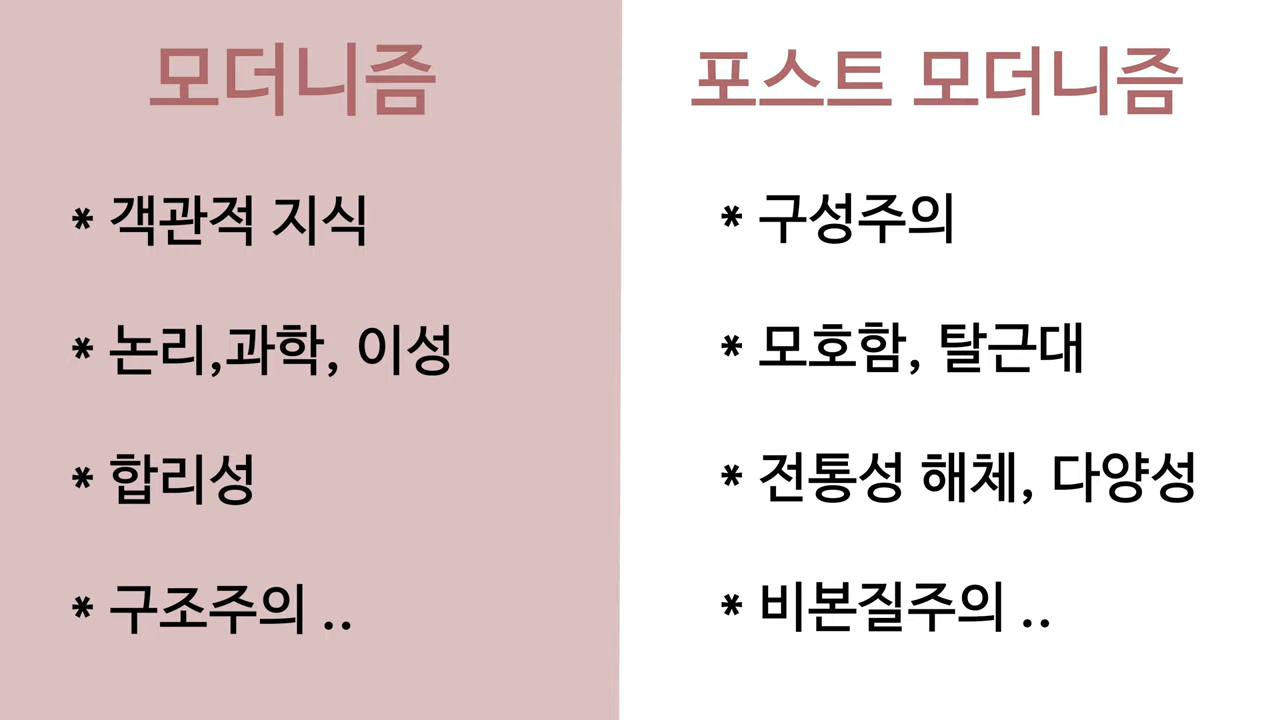 모더니즘
* 객관적 지식
* 논리,과학, 이성
* 합리성
* 구조주의 ..
포스트 모더니즘
* 구성주의
* 모호함, 탈근대
* 전통성 해체, 다양성
* 비본질주의 ..